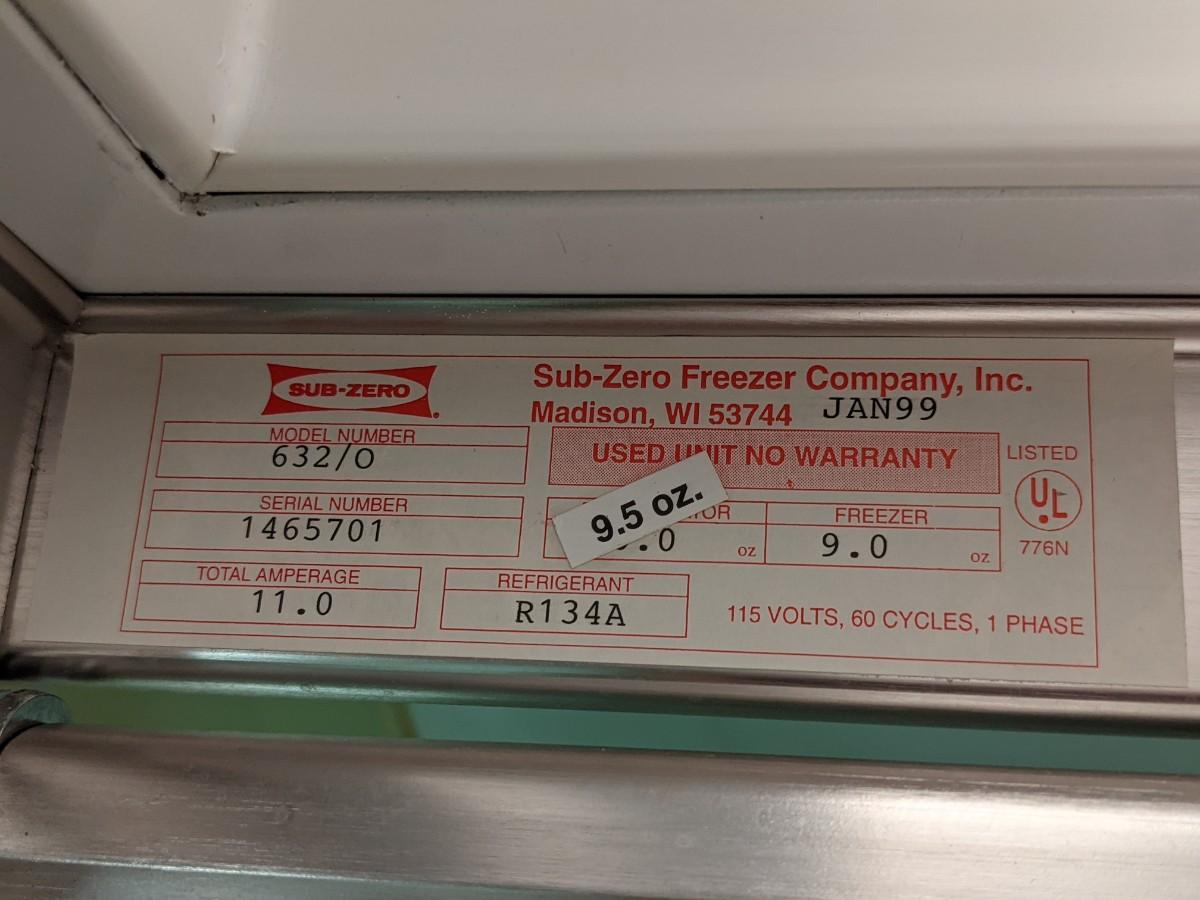 SUB-ZERO
Sub-Zero Freezer Company, Inc.
Madison, WI 53744 JAN99
MODEL NUMBER
632/O
USED UNIT NO WARRANTY
LISTED
UL
776N
SERIAL NUMBER
1465701
9.5 oz.
oz
FREEZER
9.0 oz
TOTAL AMPERAGE
11.0
REFRIGERANT
R134A
115 VOLTS, 60 CYCLES, 1 PHASE